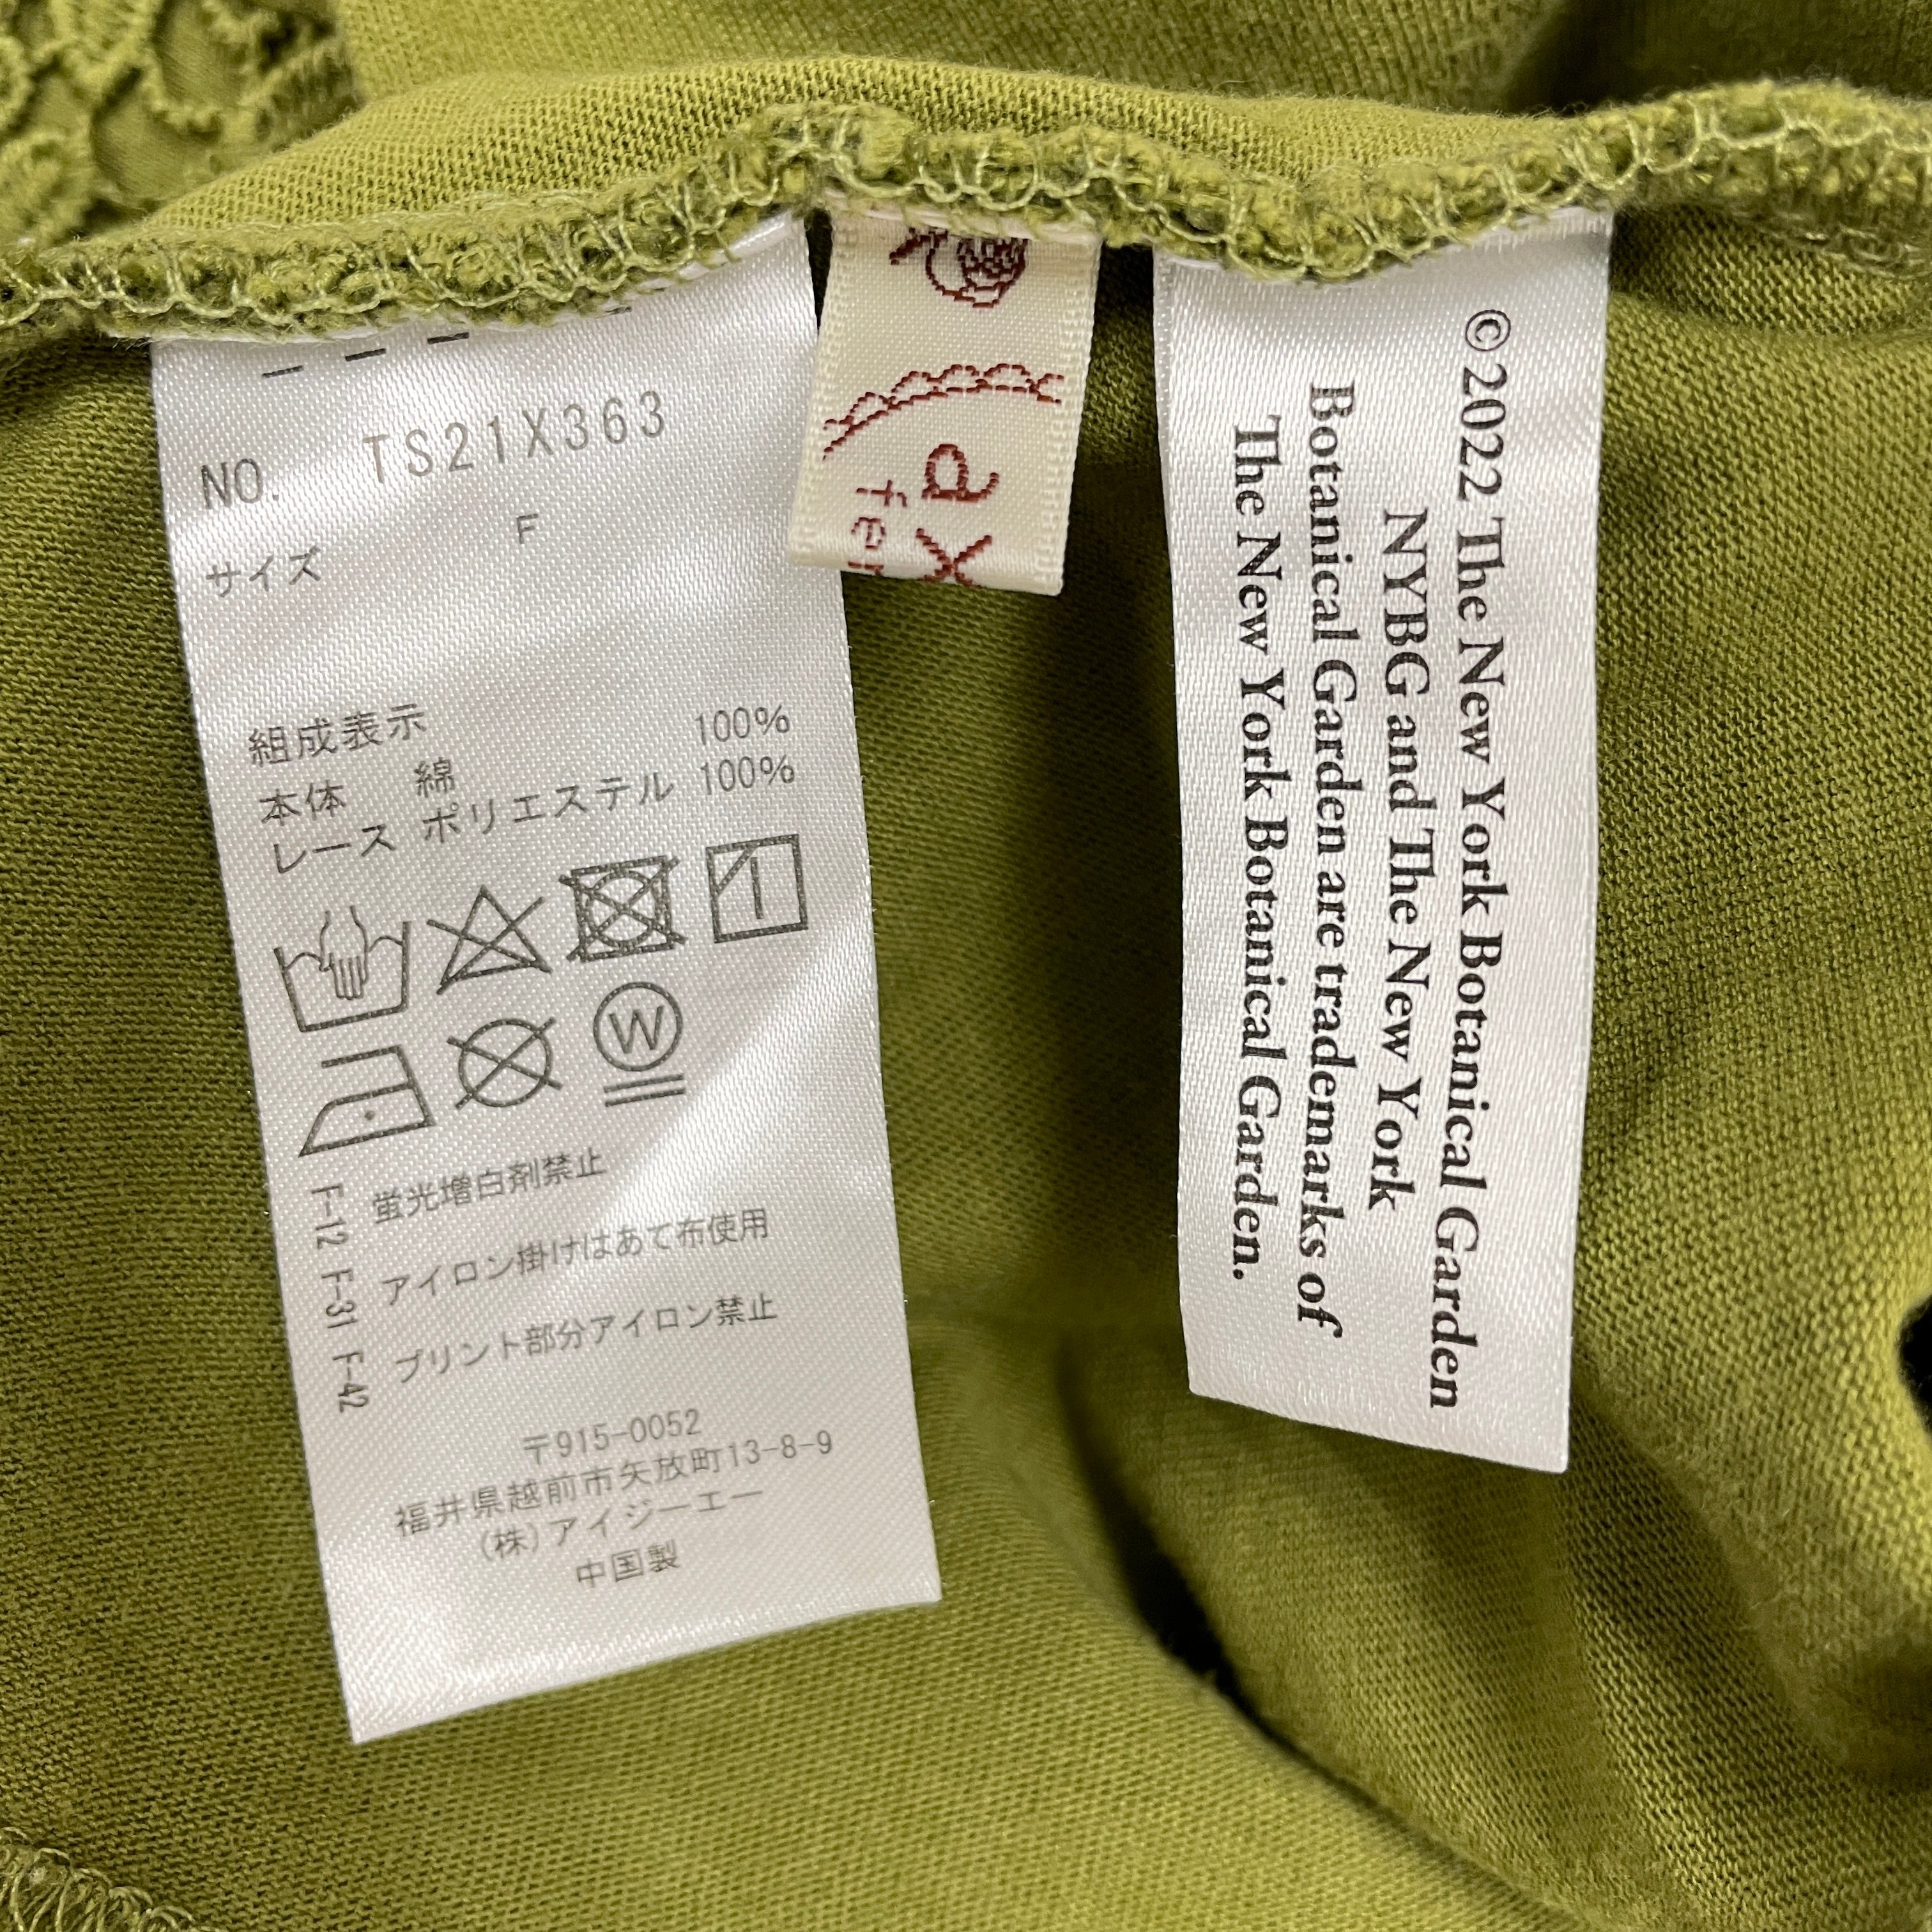 NO. TS21X363
サイズ F
組成表示
本体 綿 100%
レース ポリエステル 100%
W
F-12 蛍光増白剤禁止
F-31 アイロン掛けはあて布使用
F-42 プリント部分アイロン禁止
〒915-0052
福井県越前市矢放町13-8-9
(株)アイジーエー
中国製
ax
fer
©2022 The New York Botanical Garden
NYBG and The New York
Botanical Garden are trademarks of
The New York Botanical Garden.